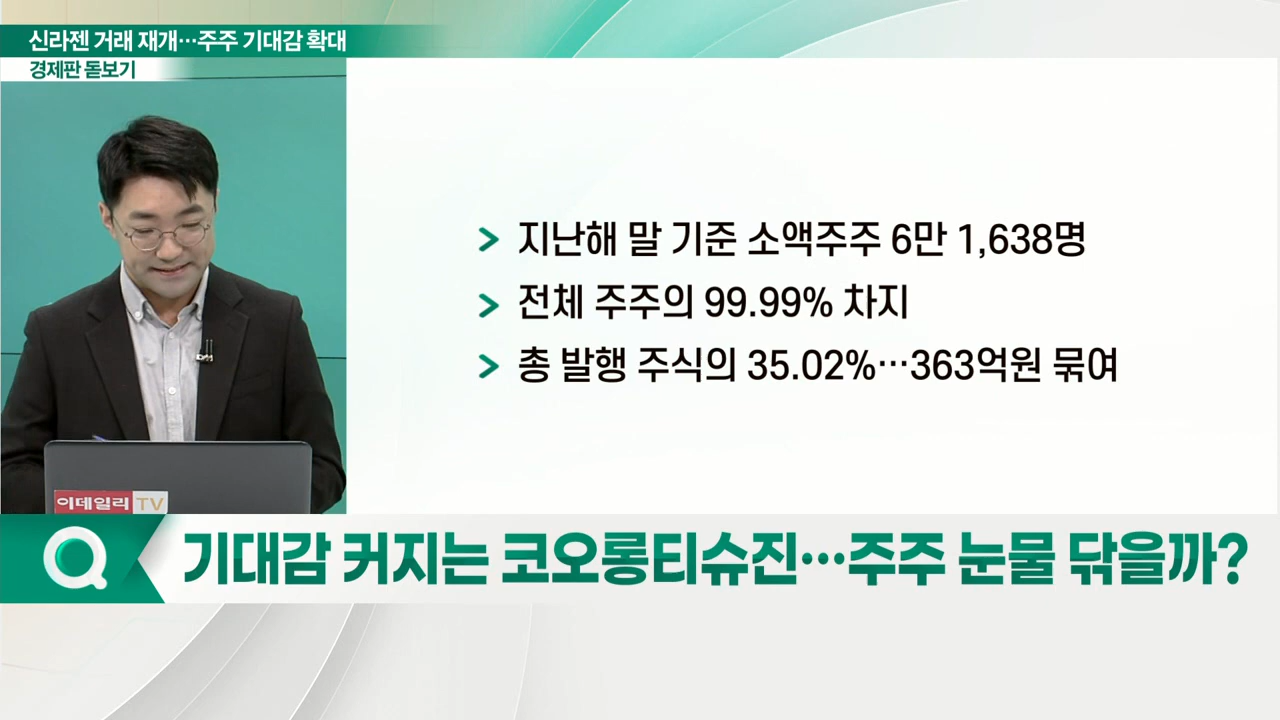 신라젠 거래 재개…주주 기대감 확대
경제판 돋보기
> 지난해 말 기준 소액주주 6만 1,638명
> 전체 주주의 99.99% 차지
> 총 발행 주식의 35.02%…363억원 묶여
이데일리 TV
기대감 커지는 코오롱티슈진…주주 눈물 닦을까?